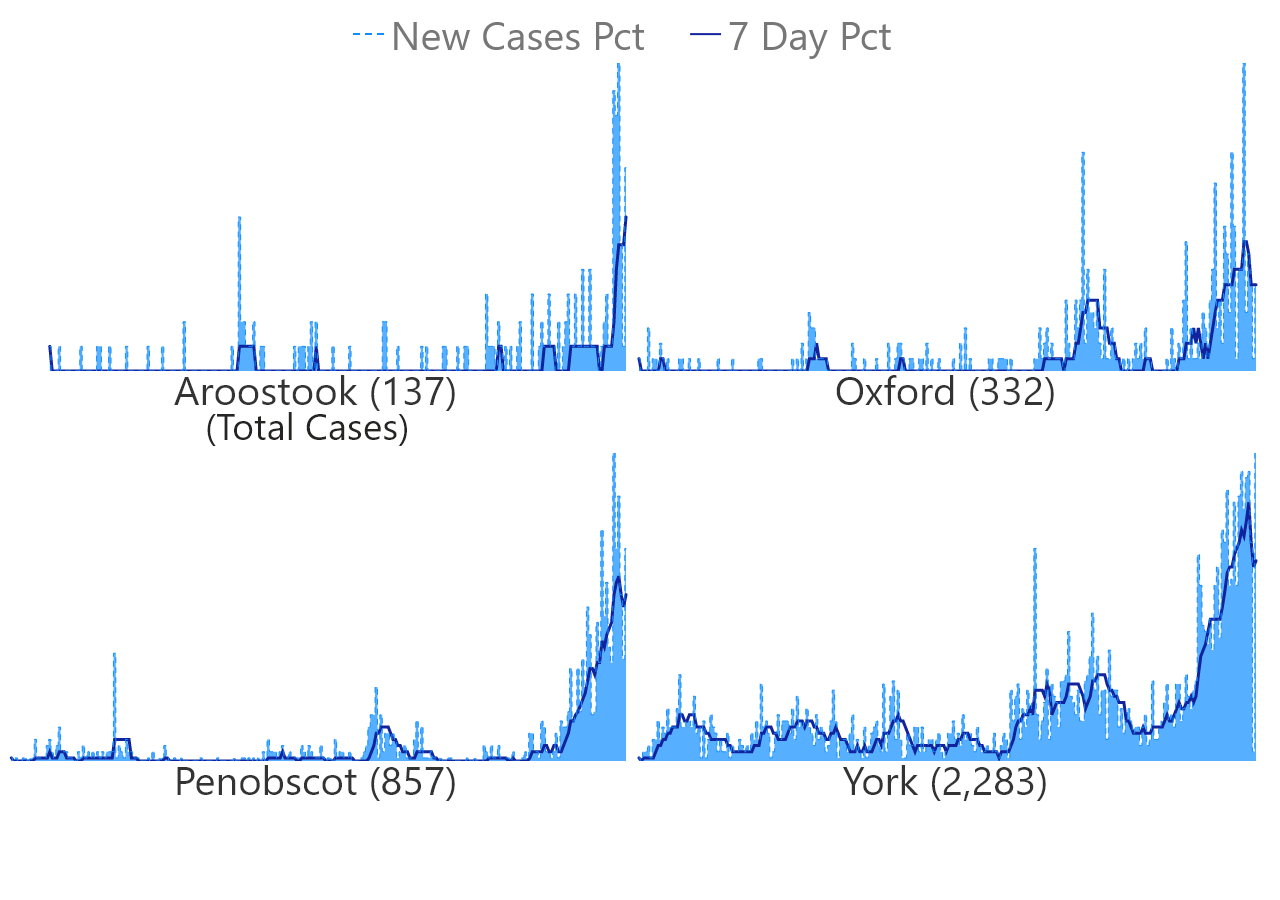 New Cases Pct 7 Day Pct
Aroostook (137)
(Total Cases)
Oxford (332)
Penobscot (857)
York (2,283)